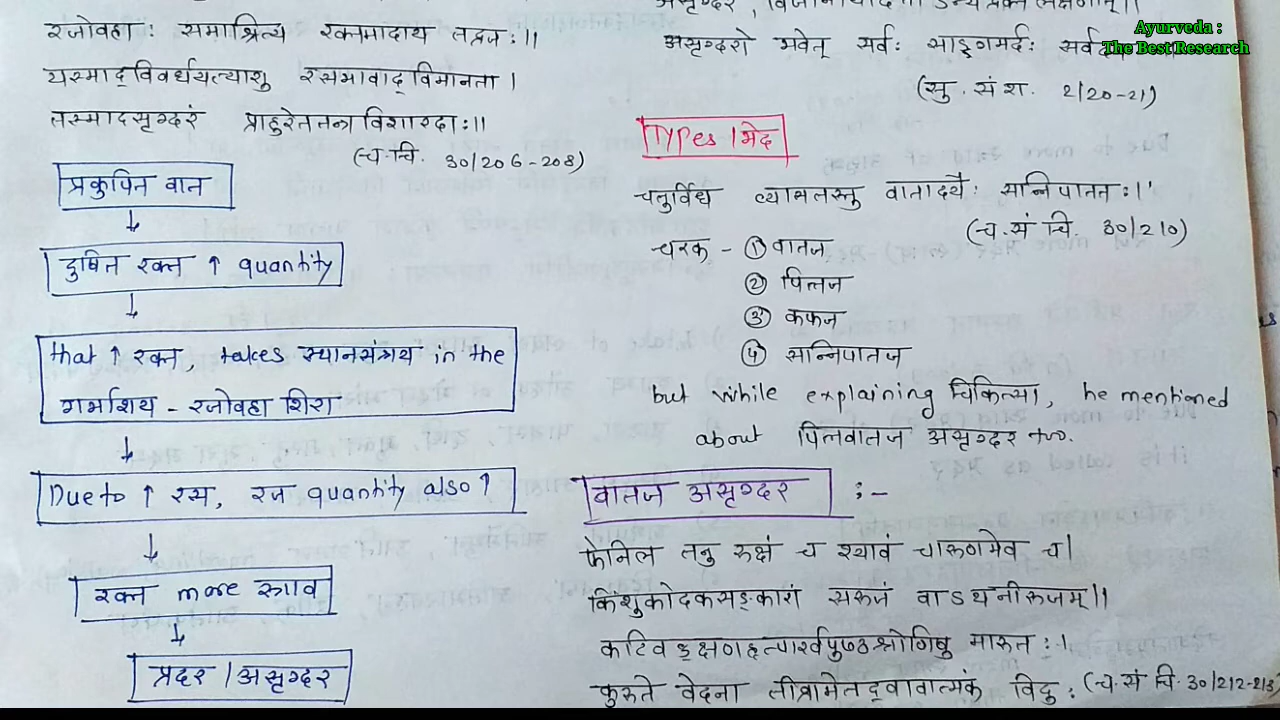 रजोवहाः समाश्रित्य रक्तमादाय तद्रजः॥
यस्माद्विवर्धयत्याशु रसभावाद्विमानता।
तस्मादसृग्दरं प्राहुरेततन्त्रविशारदाः॥
(च.चि. 30/206-208)
प्रकुपित वात
↓
दुषित रक्त ↑ quantity
↓
that ↑ रक्त, takes स्थानसंश्रय in the
गर्भाशय - रजोवहा शिरा
↓
Due to ↑ रस, रज quantity also ↑
↓
रक्त more स्त्राव
↓
प्रदर / असृग्दर
Ayurveda :
The Best Research
असृग्दरो भवेत् सर्वः साङ्गमर्दः
(सु. सं शा. 2/20-21)
Types / भेद
चतुर्विध व्यासतस्तु वाताद्यैः सन्निपाततः।'
(च.सं चि. 30/210)
चरक - ① वातज
② पित्तज
③ कफज
④ सन्निपातज
but while explaining चिकित्सा, he mentioned
about पित्तवातज असृग्दर two.
वातज असृग्दर :-
फेनिल तनु रुक्षं च श्यावं चारुणमेव च।
किंशुकोदकसङ्काशं सरुजं वाऽथनीरुजम्॥
कटिवङ्क्षणहृत्पार्श्वपृष्ठश्रोणिषु मारुतः।
कुरुते वेदना तीव्रामेतद्वातात्मकं विदुः (च.सं चि. 30/212-213)